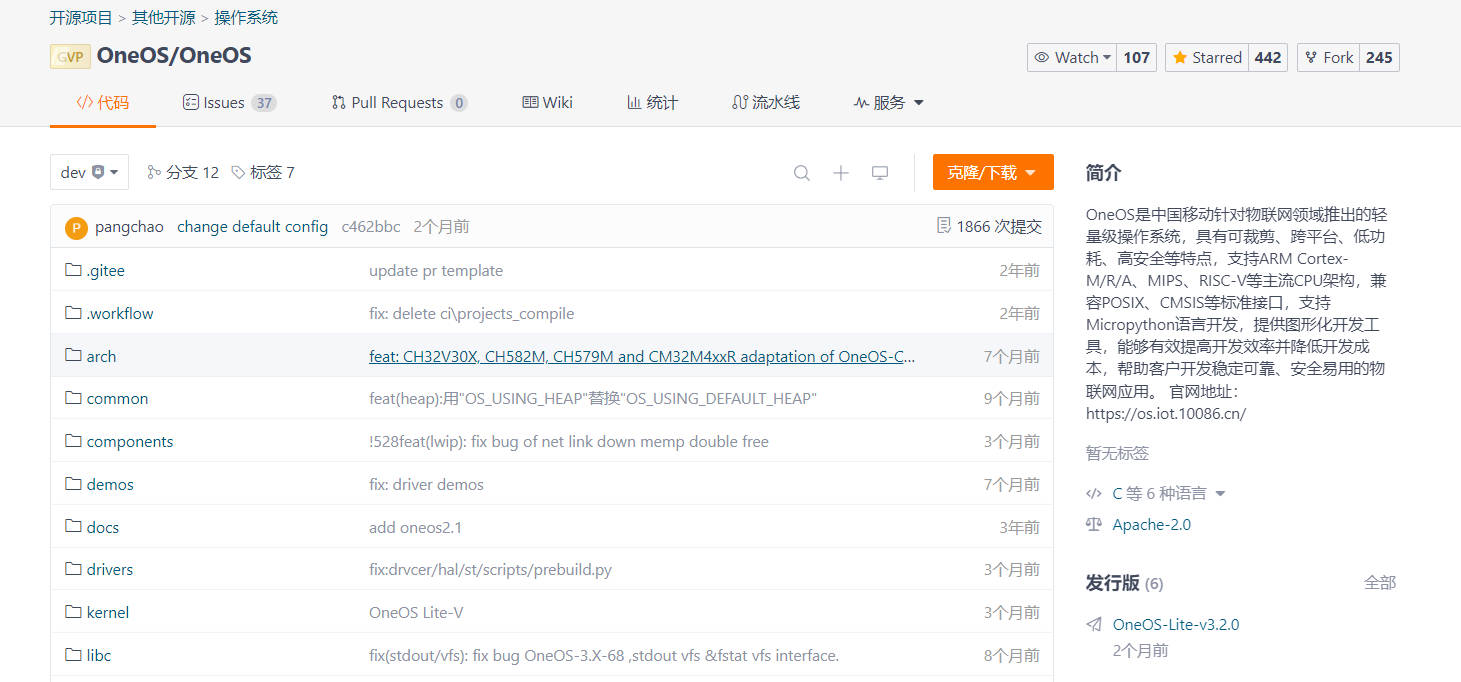 开源项目 > 其他开源 > 操作系统
GVP OneOS/OneOS
Watch 107 Starred 442 Fork 245
代码 Issues 37 Pull Requests 0 Wiki 统计 流水线 服务
dev 分支 12 标签 7 克隆/下载
pangchao change default config c462bbc 2个月前 1866 次提交
P
.gitee update pr template 2年前
.workflow fix: delete ci\projects_compile 2年前
arch feat: CH32V30X, CH582M, CH579M and CM32M4xxR adaptation of OneOS-C... 7个月前
common feat(heap):用"OS_USING_HEAP"替换"OS_USING_DEFAULT_HEAP" 9个月前
components !528feat(lwip): fix bug of net link down memp double free 3个月前
demos fix: driver demos 7个月前
docs add oneos2.1 3年前
drivers fix:drvcer/hal/st/scripts/prebuild.py 3个月前
kernel OneOS Lite-V 3个月前
libc fix(stdout/vfs): fix bug OneOS-3.X-68 ,stdout vfs &fstat vfs interface. 8个月前
简介
OneOS是中国移动针对物联网领域推出的轻
量级操作系统，具有可裁剪、跨平台、低功
耗、高安全等特点，支持ARM Cortex-
M/R/A、MIPS、RISC-V等主流CPU架构，兼
容POSIX、CMSIS等标准接口，支持
Micropython语言开发，提供图形化开发工
具，能够有效提高开发效率并降低开发成
本，帮助客户开发稳定可靠、安全易用的物
联网应用。 官网地址：
https://os.iot.10086.cn/
暂无标签
C 等 6 种语言
Apache-2.0
发行版 (6) 全部
OneOS-Lite-v3.2.0
2个月前